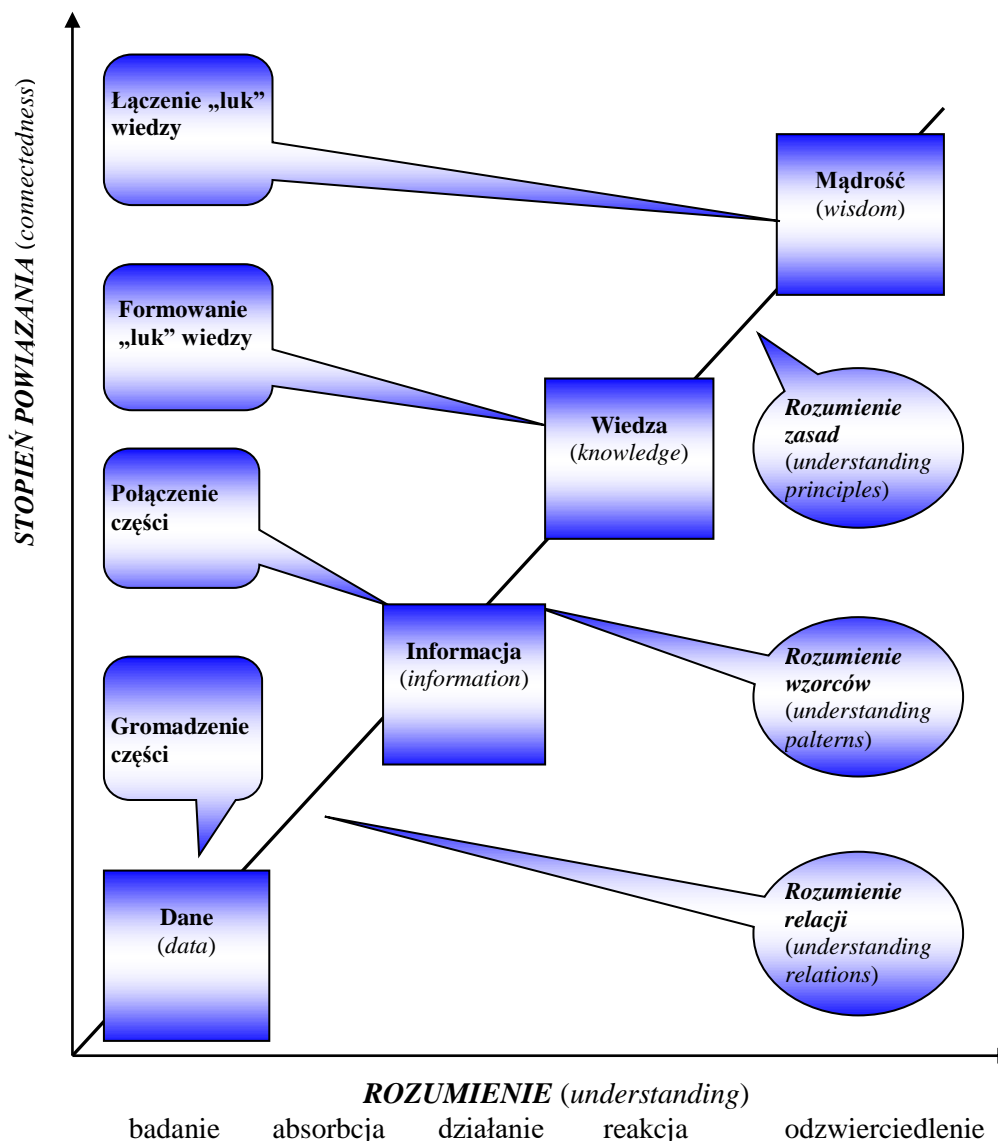 STOPIEŃ POWIAZANIA (connectedness)
Łączenie „luk”
wiedzy
Mądrość
(wisdom)
Formowanie
„luk” wiedzy
Wiedza
(knowledge)
Rozumienie
zasad
(understanding
principles)
Połączenie
części
Informacja
(information)
Rozumienie
wzorców
(understanding
palterns)
Gromadzenie
części
Dane
(data)
Rozumienie
relacji
(understanding
relations)
ROZUMIENIE (understanding)
badanie absorbcja działanie reakcja odzwierciedlenie